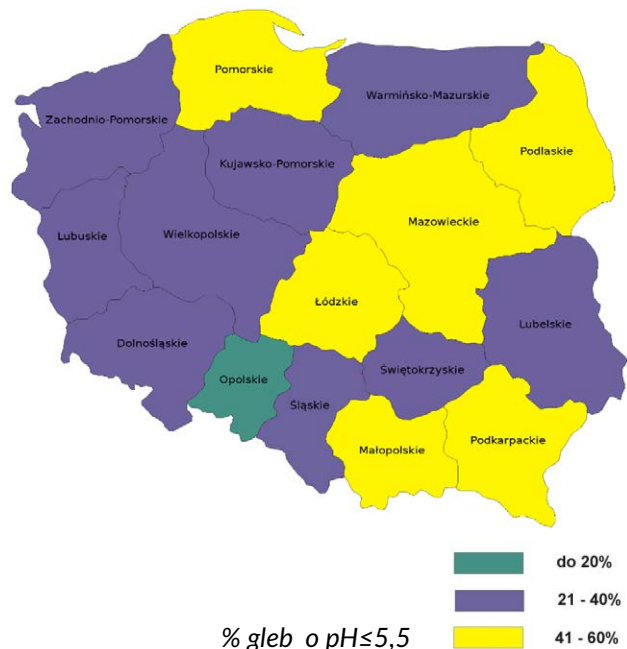 Pomorskie
Warmińsko-Mazurskie
Zachodnio-Pomorskie
Podlaskie
Kujawsko-Pomorskie
Mazowieckie
Lubuskie
Wielkopolskie
Łódzkie
Lubelskie
Dolnośląskie
Świętokrzyskie
Opolskie
Śląskie
Podkarpackie
Małopolskie
do 20%
21 - 40%
41 - 60%
% gleb o pH≤5,5